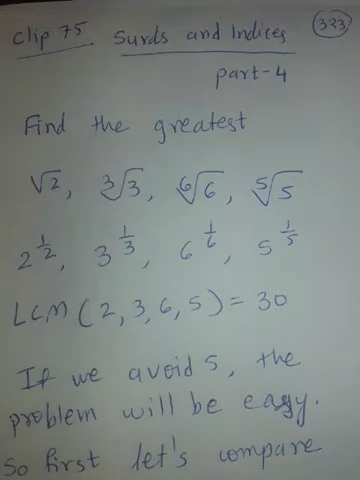 Clip 75. Surds and Indices 323
part-4
Find the greatest
√2, ∛3, ⁶√6, ⁵√5
2^(1/2), 3^(1/3), 6^(1/6), 5^(1/5)
LCM (2, 3, 6, 5) = 30
If we avoid 5, the
problem will be easy.
So first let's compare